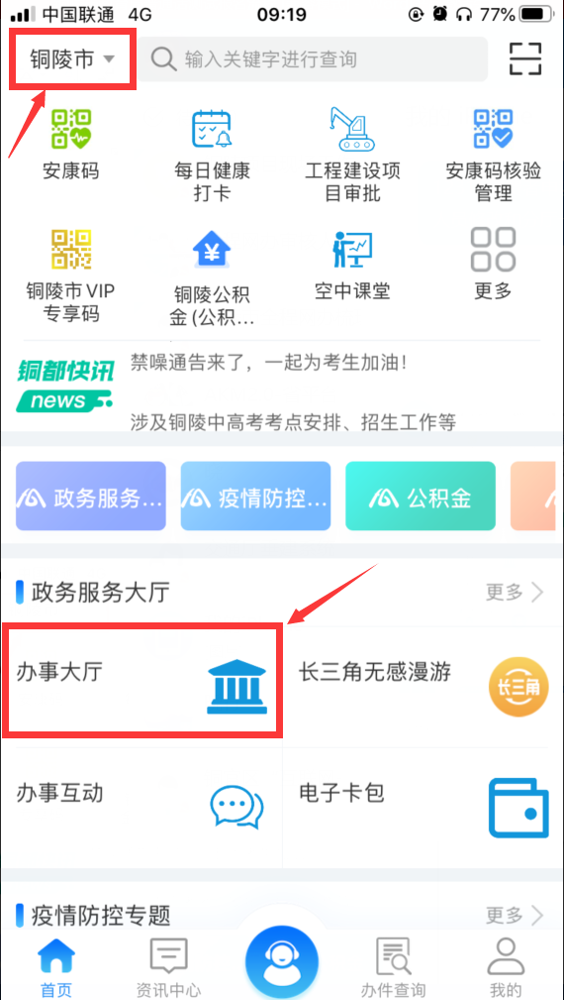 中国联通 4G 09:19 77%
铜陵市 输入关键字进行查询
安康码 每日健康打卡 工程建设项目审批 安康码核验管理
铜陵市VIP专享码 铜陵公积金(公积... 空中课堂 更多
铜都快讯 禁噪通告来了，一起为考生加油！
news 涉及铜陵中高考考点安排、招生工作等
政务服务... 疫情防控... 公积金
政务服务大厅 更多
办事大厅 长三角无感漫游 长三角
办事互动 电子卡包
疫情防控专题 更多
首页 资讯中心 办件查询 我的